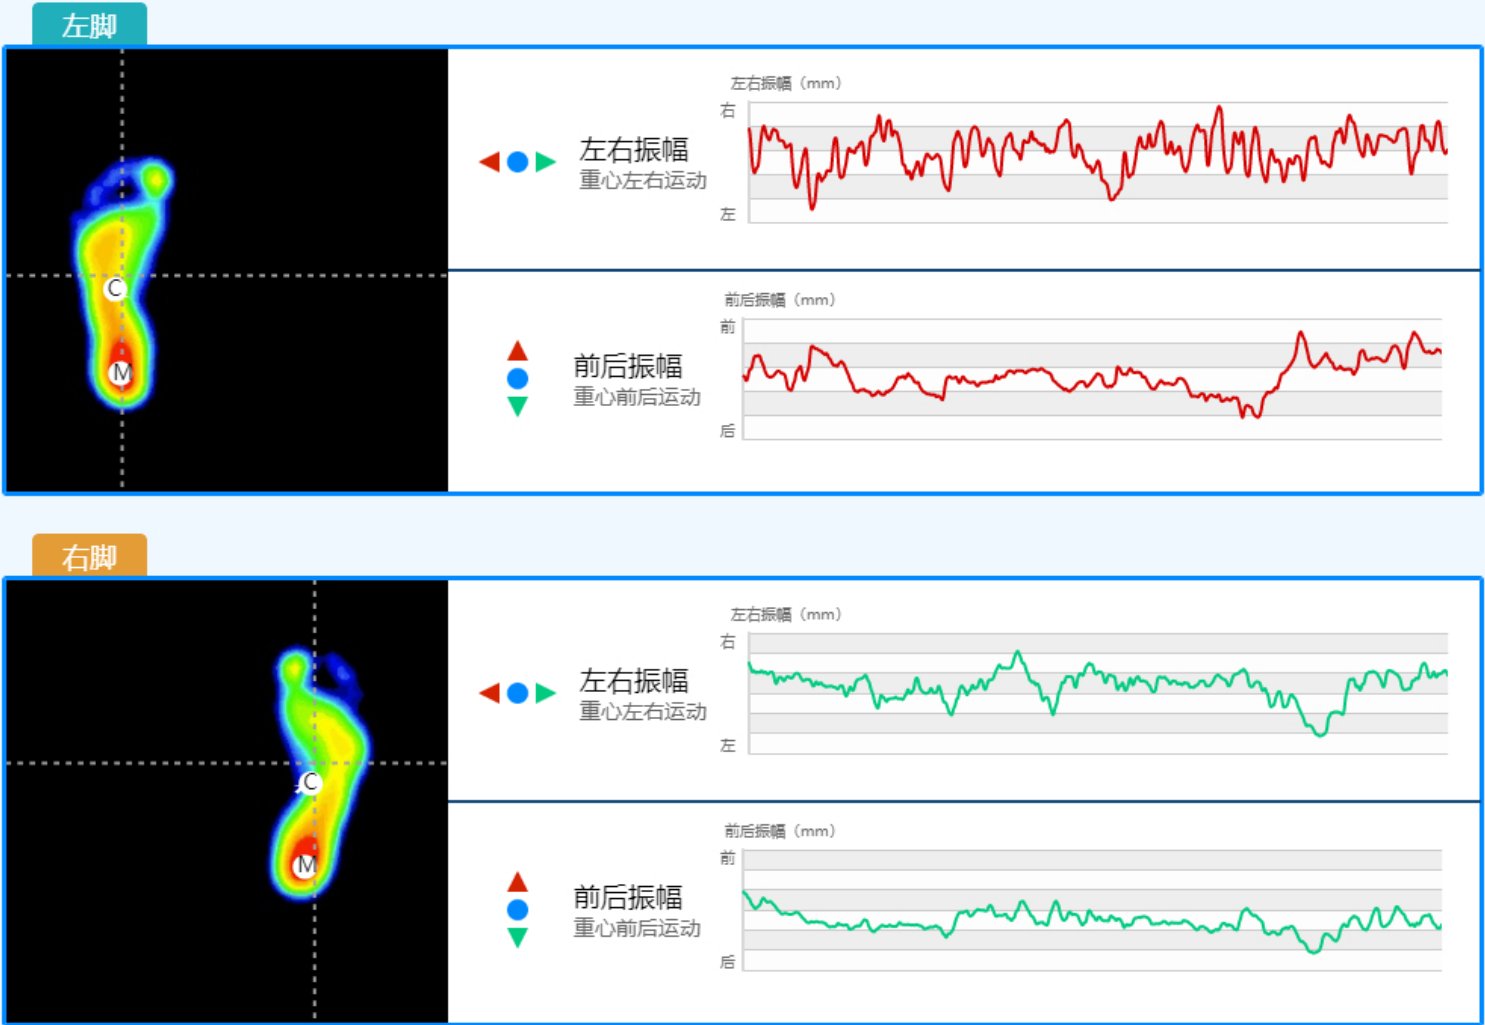 左脚
左右振幅（mm）
右
左右振幅
重心左右运动
左
C
M
前后振幅（mm）
前
前后振幅
重心前后运动
后
右脚
左右振幅（mm）
右
左右振幅
重心左右运动
左
C
M
前后振幅（mm）
前
前后振幅
重心前后运动
后